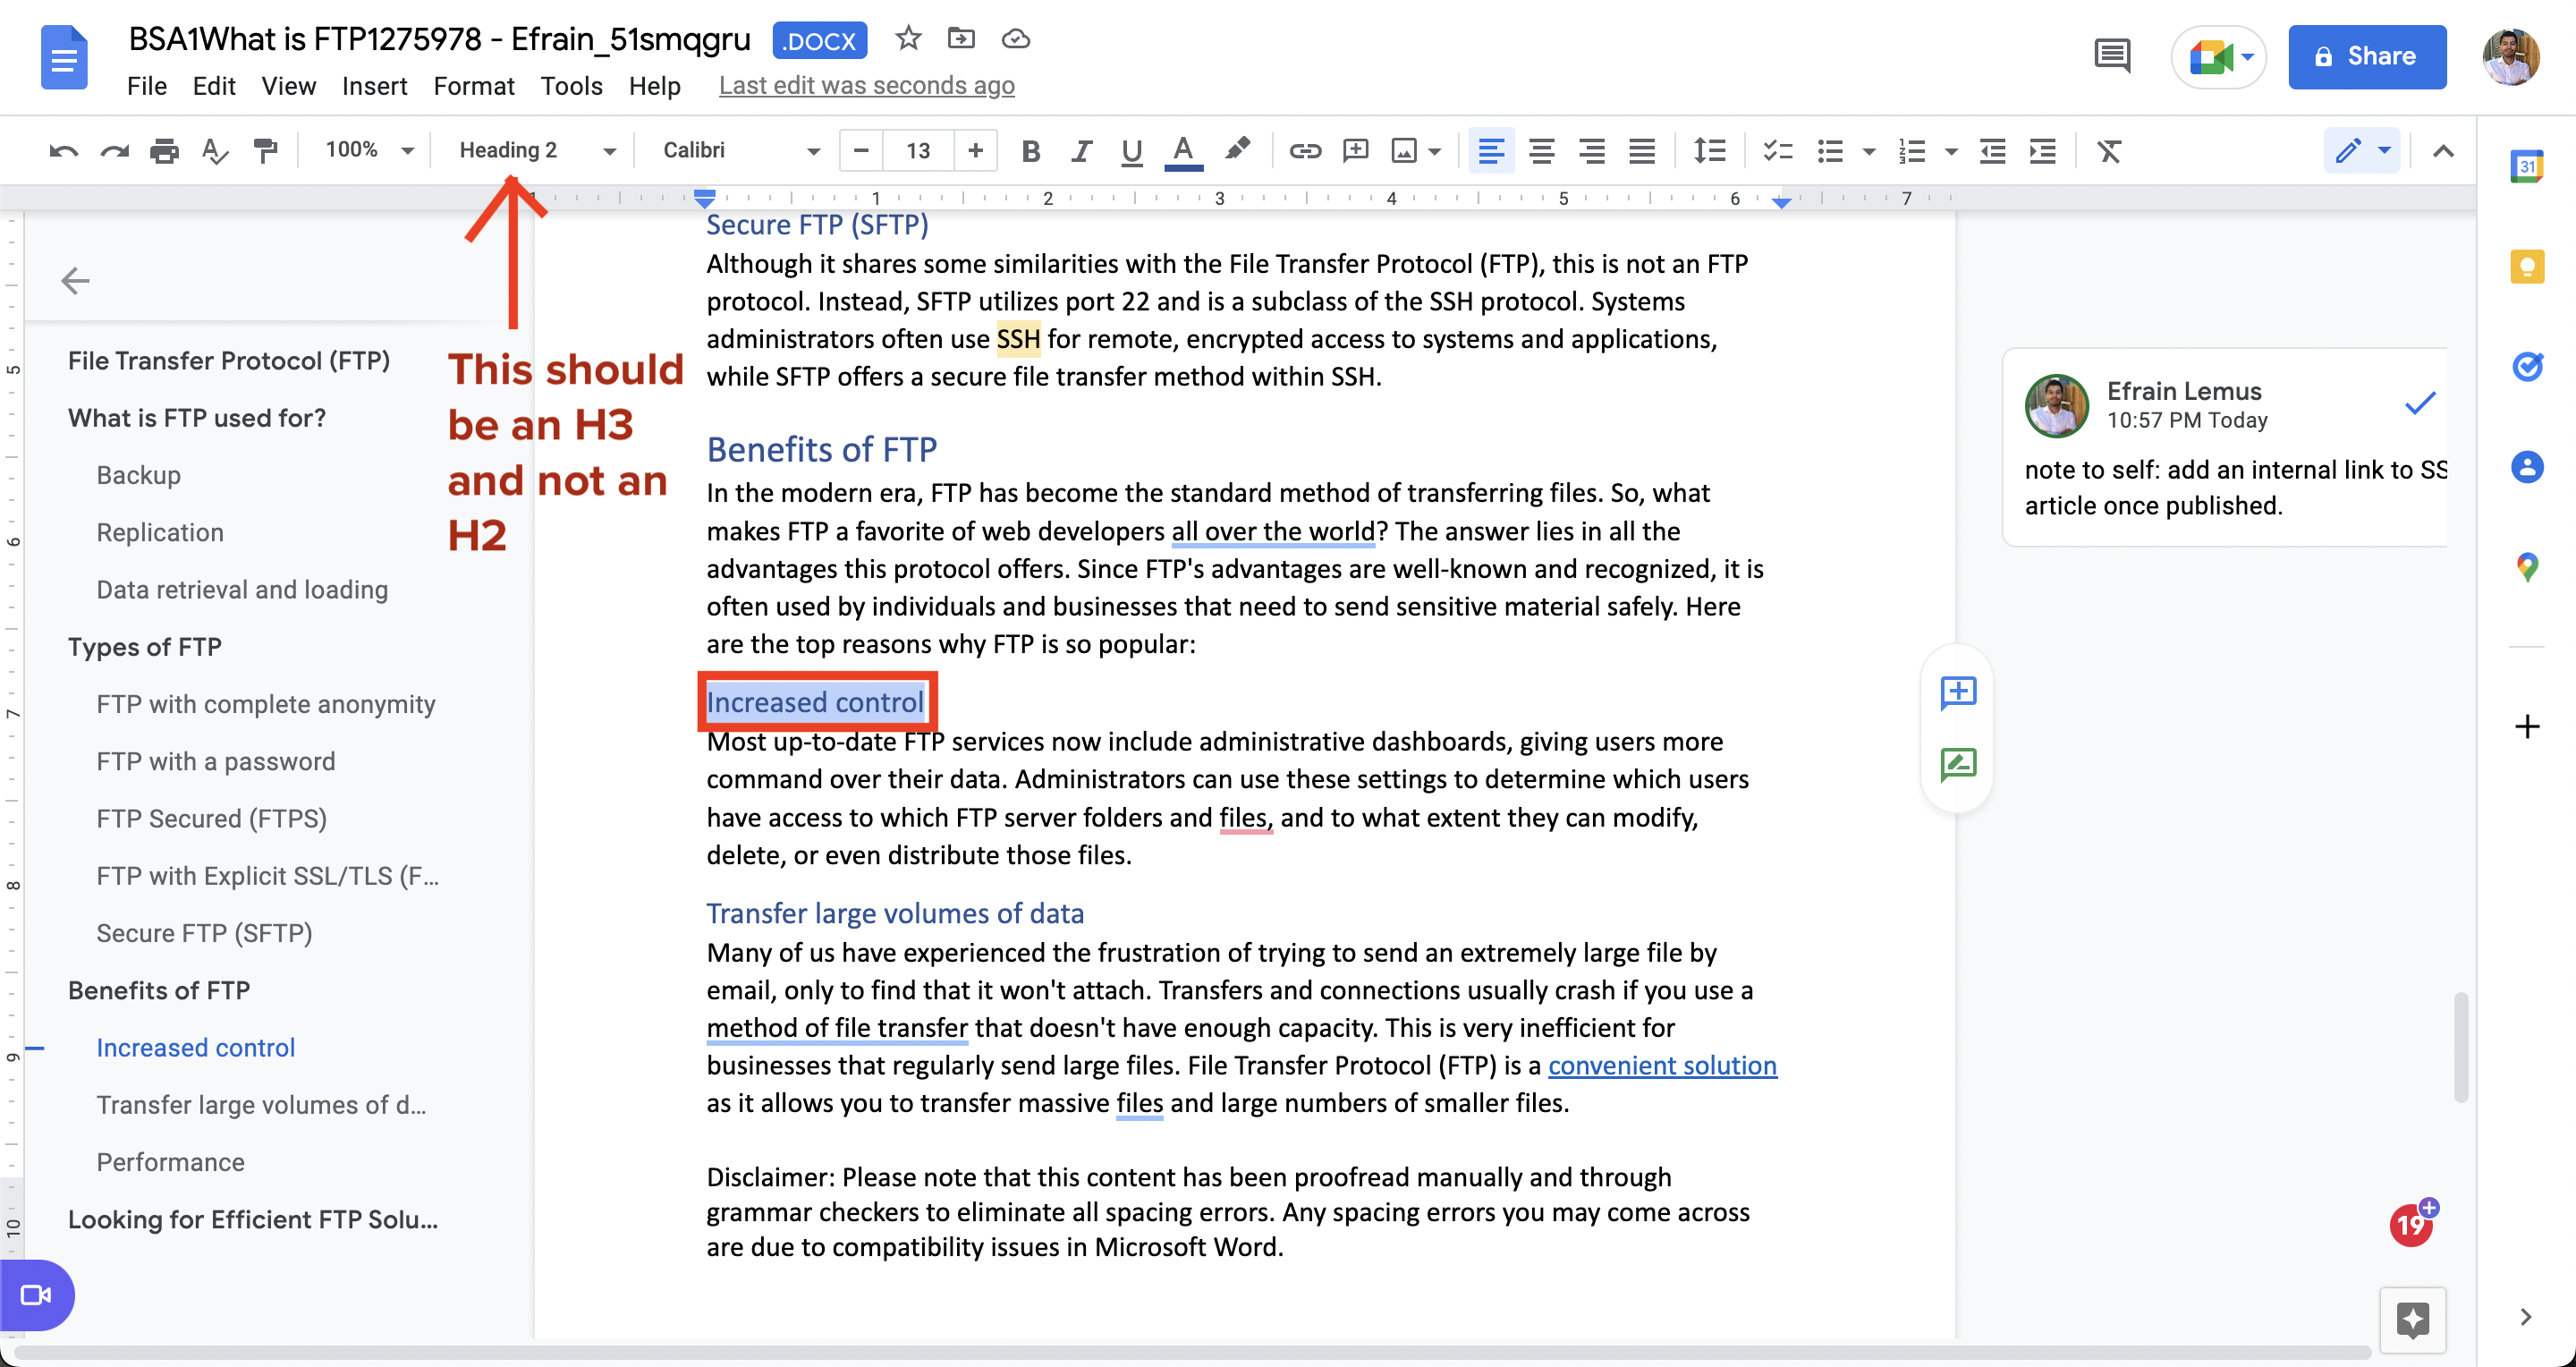 BSA1What is FTP1275978 - Efrain_51smqgru .DOCX
File Edit View Insert Format Tools Help Last edit was seconds ago
Share
100% Heading 2 Calibri 13
1 1 2 3 4 5 6 7
31
File Transfer Protocol (FTP)
What is FTP used for?
Backup
Replication
Data retrieval and loading
Types of FTP
FTP with complete anonymity
FTP with a password
FTP Secured (FTPS)
FTP with Explicit SSL/TLS (F...
Secure FTP (SFTP)
Benefits of FTP
Increased control
Transfer large volumes of d...
Performance
Looking for Efficient FTP Solu...
5
6
7
8
9
10
This should
be an H3
and not an
H2
Secure FTP (SFTP)
Although it shares some similarities with the File Transfer Protocol (FTP), this is not an FTP
protocol. Instead, SFTP utilizes port 22 and is a subclass of the SSH protocol. Systems
administrators often use SSH for remote, encrypted access to systems and applications,
while SFTP offers a secure file transfer method within SSH.
Benefits of FTP
In the modern era, FTP has become the standard method of transferring files. So, what
makes FTP a favorite of web developers all over the world? The answer lies in all the
advantages this protocol offers. Since FTP's advantages are well-known and recognized, it is
often used by individuals and businesses that need to send sensitive material safely. Here
are the top reasons why FTP is so popular:
Increased control
Most up-to-date FTP services now include administrative dashboards, giving users more
command over their data. Administrators can use these settings to determine which users
have access to which FTP server folders and files, and to what extent they can modify,
delete, or even distribute those files.
Transfer large volumes of data
Many of us have experienced the frustration of trying to send an extremely large file by
email, only to find that it won't attach. Transfers and connections usually crash if you use a
method of file transfer that doesn't have enough capacity. This is very inefficient for
businesses that regularly send large files. File Transfer Protocol (FTP) is a convenient solution
as it allows you to transfer massive files and large numbers of smaller files.
Disclaimer: Please note that this content has been proofread manually and through
grammar checkers to eliminate all spacing errors. Any spacing errors you may come across
are due to compatibility issues in Microsoft Word.
Efrain Lemus
10:57 PM Today
note to self: add an internal link to SS
article once published.
19